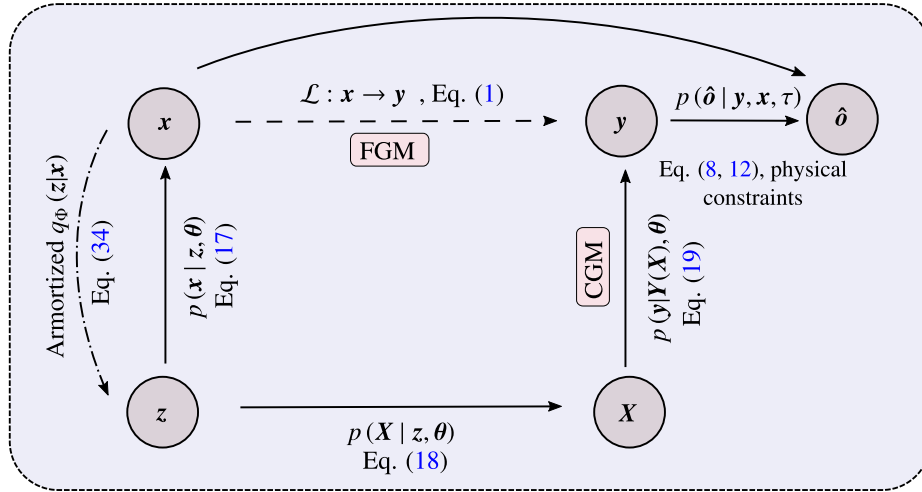 𝓛 : x → y , Eq. (1)
FGM
x
y
p (ô | y, x, τ)
ô
Eq. (8, 12), physical
constraints
Armortized q_Φ (z|x)
Eq. (34)
p (x | z, θ)
Eq. (17)
CGM
p (y|Y(X), θ)
Eq. (19)
z
X
p (X | z, θ)
Eq. (18)